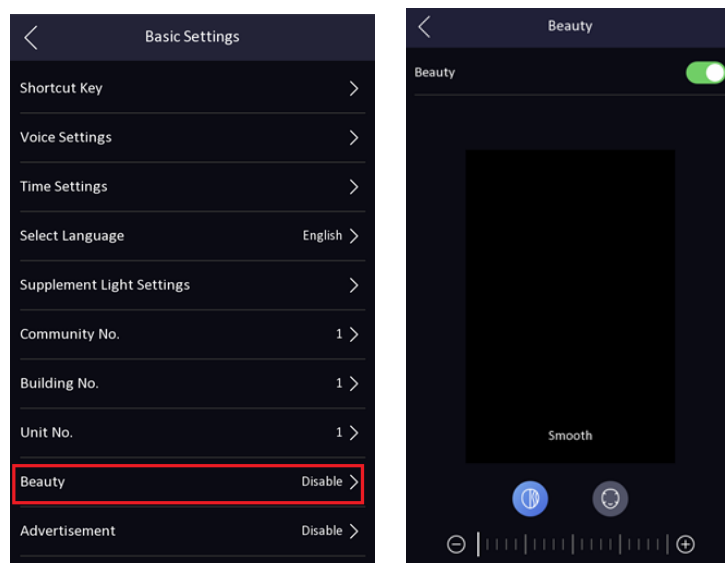 Basic Settings
Shortcut Key
Voice Settings
Time Settings
Select Language English
Supplement Light Settings
Community No. 1
Building No. 1
Unit No. 1
Beauty Disable
Advertisement Disable
Beauty
Beauty
Smooth